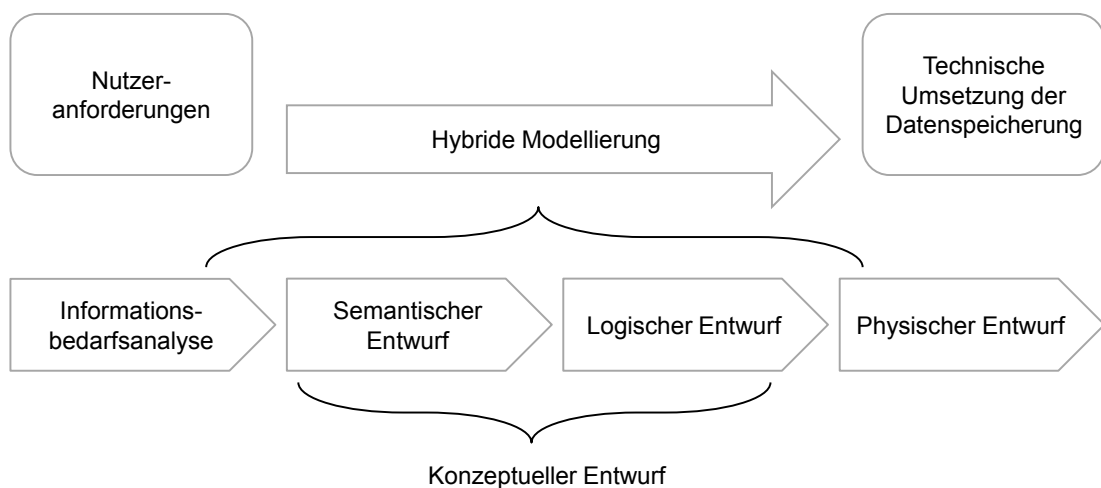 Nutzer-
anforderungen
Hybride Modellierung
Technische
Umsetzung der
Datenspeicherung
Informations-
bedarfsanalyse
Semantischer
Entwurf
Logischer Entwurf
Physischer Entwurf
Konzeptueller Entwurf